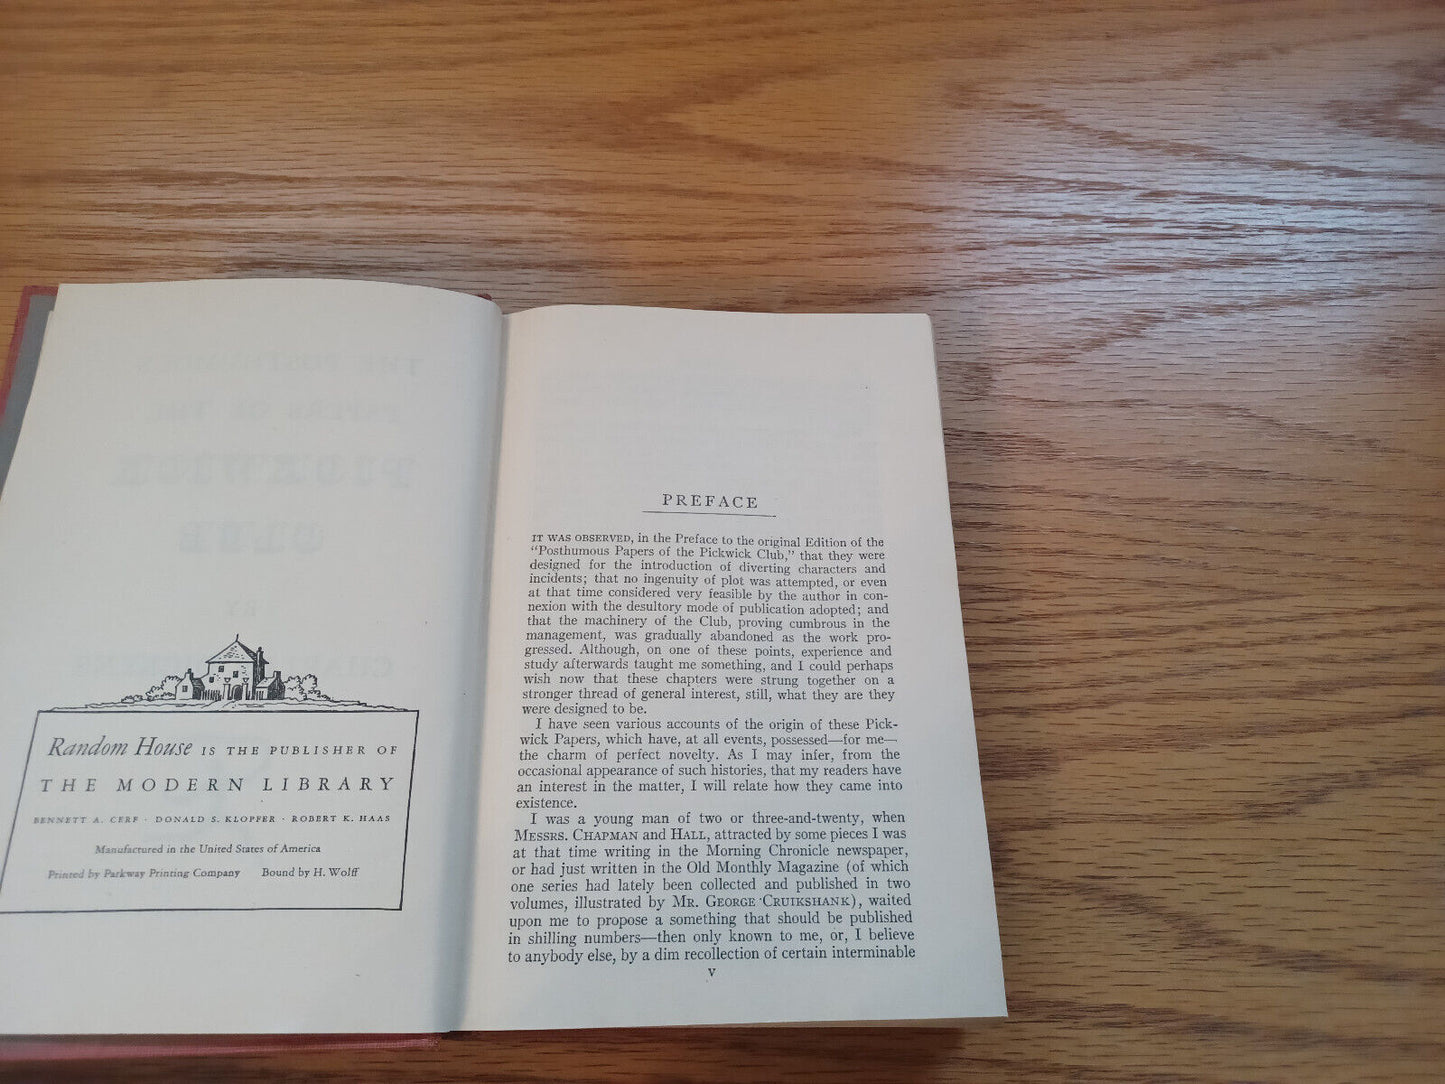 Random House IS THE PUBLISHER OF
THE MODERN LIBRARY
BENNETT A. CERF · DONALD S. KLOPFER · ROBERT K. HAAS
Manufactured in the United States of America
Printed by Parkway Printing Company Bound by H. Wolff
PREFACE
IT WAS OBSERVED, in the Preface to the original Edition of the
"Posthumous Papers of the Pickwick Club," that they were
designed for the introduction of diverting characters and
incidents; that no ingenuity of plot was attempted, or even
at that time considered very feasible by the author in con-
nexion with the desultory mode of publication adopted; and
that the machinery of the Club, proving cumbrous in the
management, was gradually abandoned as the work pro-
gressed. Although, on one of these points, experience and
study afterwards taught me something, and I could perhaps
wish now that these chapters were strung together on a
stronger thread of general interest, still, what they are they
were designed to be.
I have seen various accounts of the origin of these Pick-
wick Papers, which have, at all events, possessed—for me—
the charm of perfect novelty. As I may infer, from the
occasional appearance of such histories, that my readers have
an interest in the matter, I will relate how they came into
existence.
I was a young man of two or three-and-twenty, when
MESSRS. CHAPMAN and HALL, attracted by some pieces I was
at that time writing in the Morning Chronicle newspaper,
or had just written in the Old Monthly Magazine (of which
one series had lately been collected and published in two
volumes, illustrated by MR. GEORGE CRUIKSHANK), waited
upon me to propose a something that should be published
in shilling numbers—then only known to me, or, I believe
to anybody else, by a dim recollection of certain interminable
v